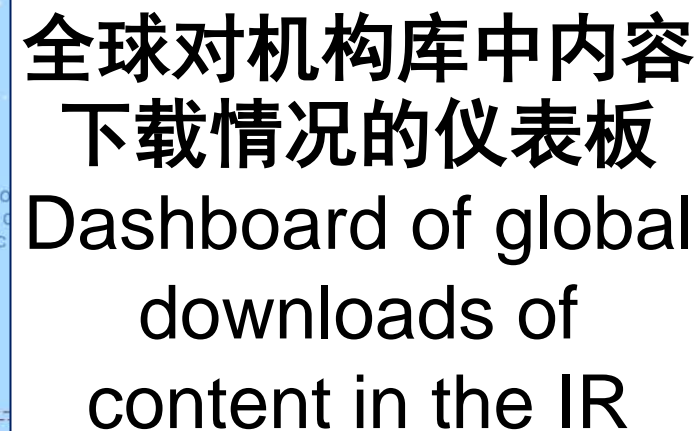 全球对机构库中内容
下载情况的仪表板
Dashboard of global
downloads of
content in the IR